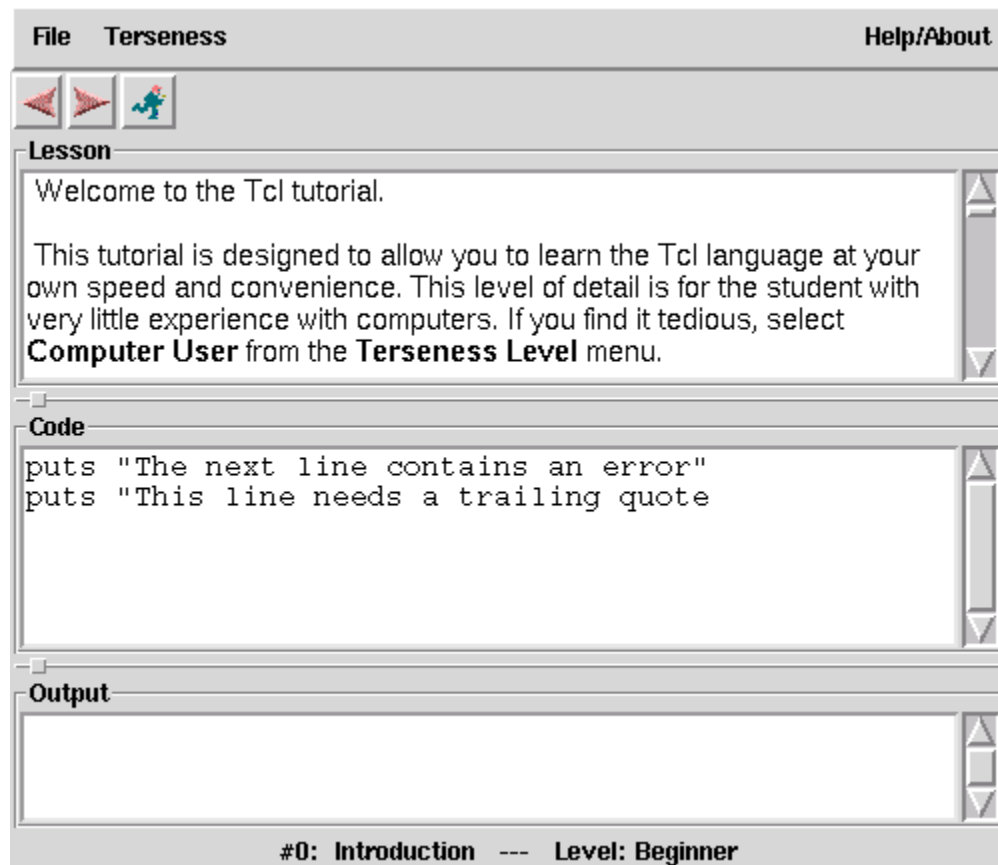 File Terseness Help/About
Lesson
Welcome to the Tcl tutorial.
This tutorial is designed to allow you to learn the Tcl language at your
own speed and convenience. This level of detail is for the student with
very little experience with computers. If you find it tedious, select
Computer User from the Terseness Level menu.
Code
puts "The next line contains an error"
puts "This line needs a trailing quote
Output
#0: Introduction --- Level: Beginner